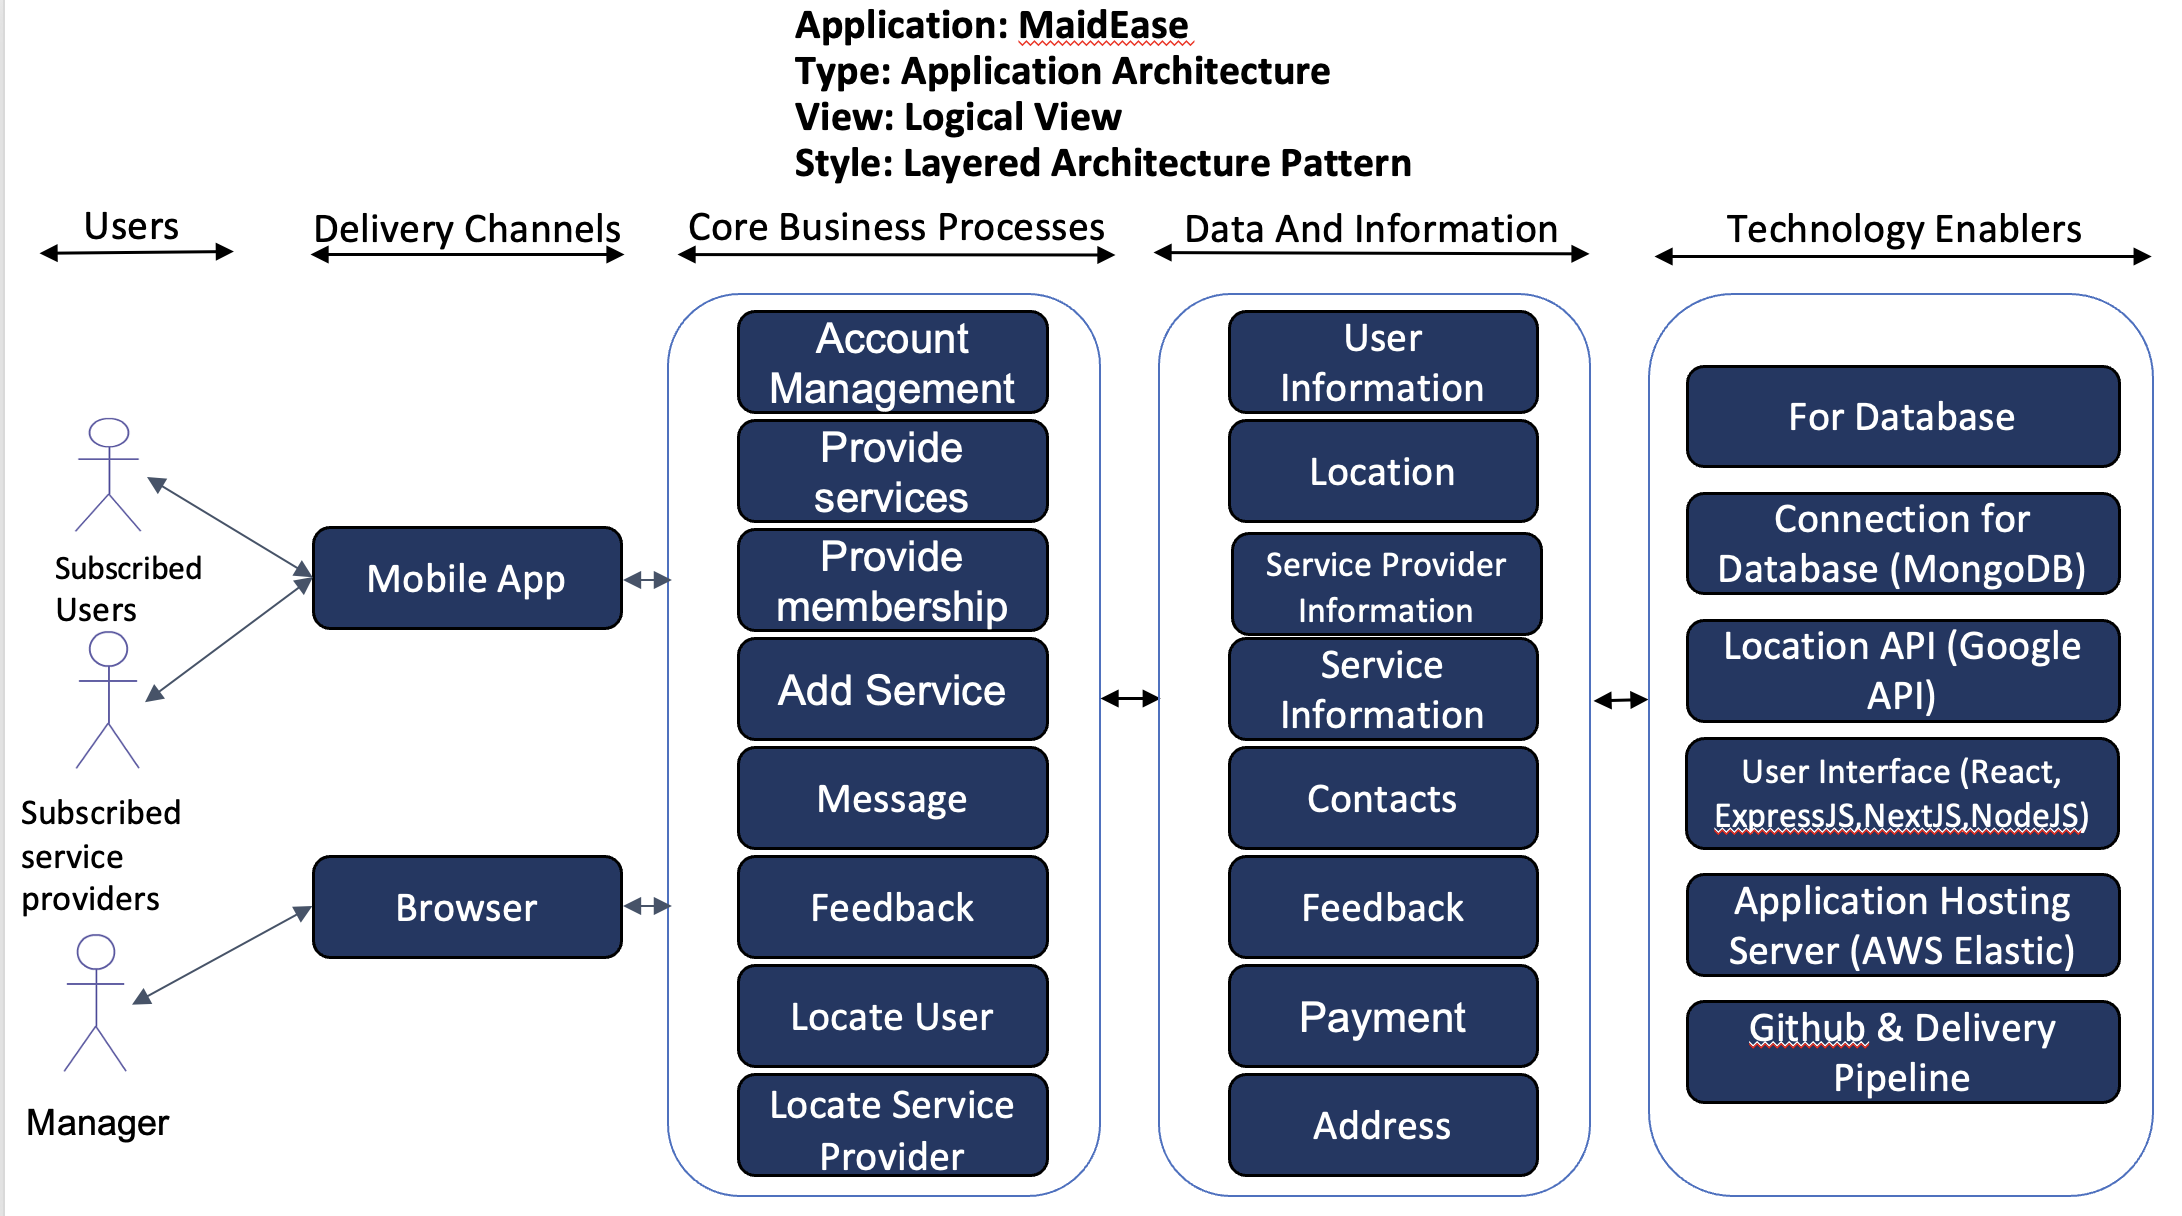 Application: MaidEase
Type: Application Architecture
View: Logical View
Style: Layered Architecture Pattern
Users
Delivery Channels
Core Business Processes
Data And Information
Technology Enablers
Subscribed
Users
Subscribed
service
providers
Manager
Mobile App
Browser
Account
Management
Provide
services
Provide
membership
Add Service
Message
Feedback
Locate User
Locate Service
Provider
User
Information
Location
Service Provider
Information
Service
Information
Contacts
Feedback
Payment
Address
For Database
Connection for
Database (MongoDB)
Location API (Google
API)
User Interface (React,
ExpressJS,NextJS,NodeJS)
Application Hosting
Server (AWS Elastic)
Github & Delivery
Pipeline